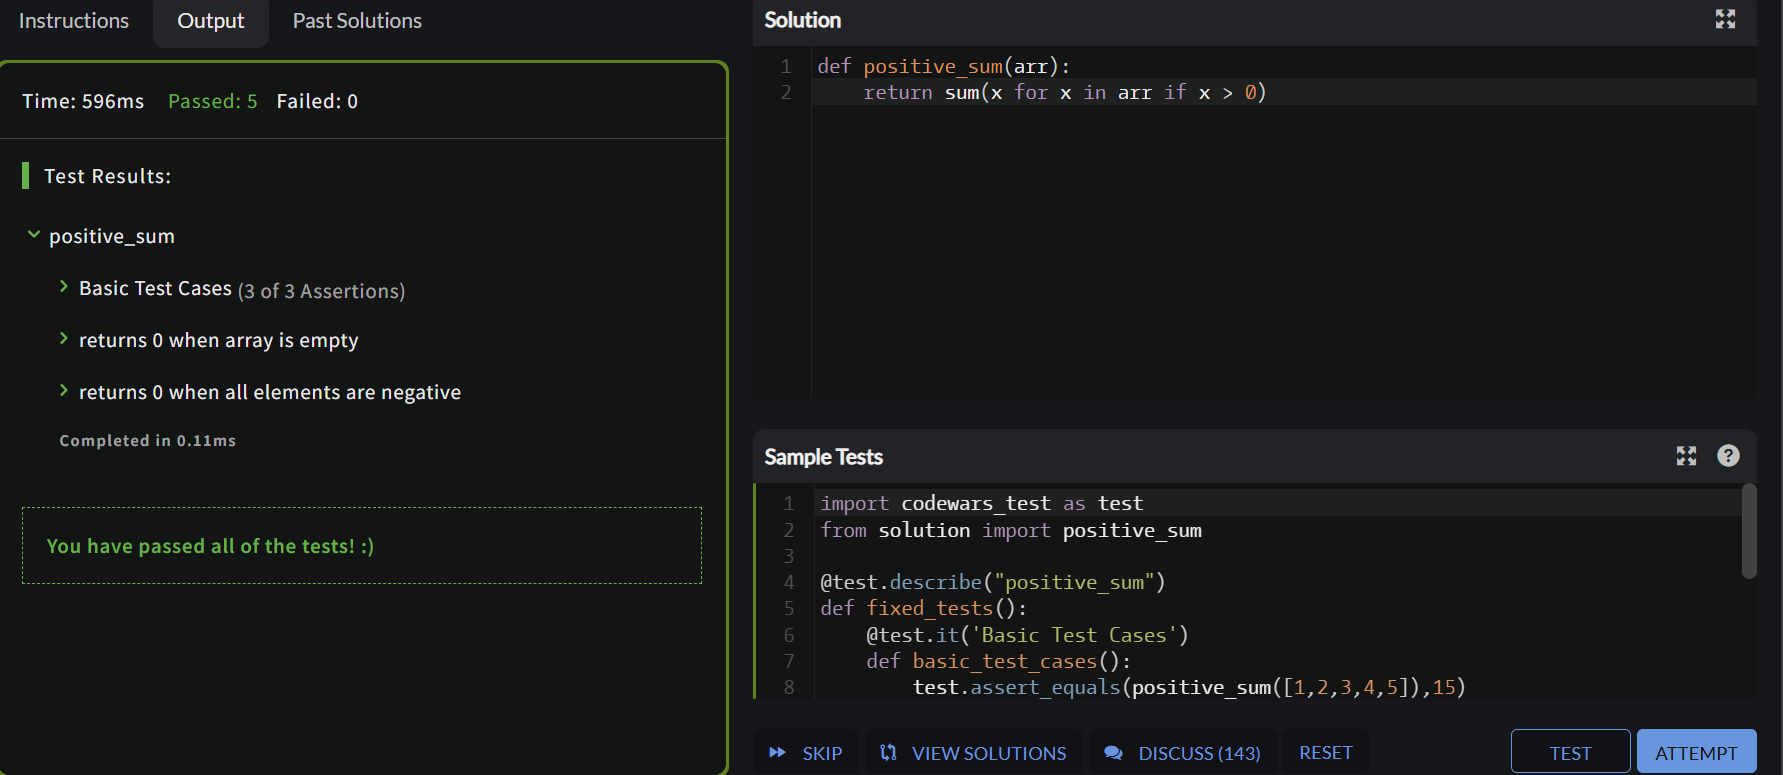 Instructions
Output
Past Solutions
Time: 596ms Passed: 5 Failed: 0
Test Results:
positive_sum
Basic Test Cases (3 of 3 Assertions)
returns 0 when array is empty
returns 0 when all elements are negative
Completed in 0.11ms
You have passed all of the tests! :)
Solution
1 def positive_sum(arr):
2     return sum(x for x in arr if x > 0)
Sample Tests
?
1 import codewars_test as test
2 from solution import positive_sum
3
4 @test.describe("positive_sum")
5 def fixed_tests():
6     @test.it('Basic Test Cases')
7     def basic_test_cases():
8         test.assert_equals(positive_sum([1,2,3,4,5]),15)
SKIP
VIEW SOLUTIONS
DISCUSS (143)
RESET
TEST
ATTEMPT